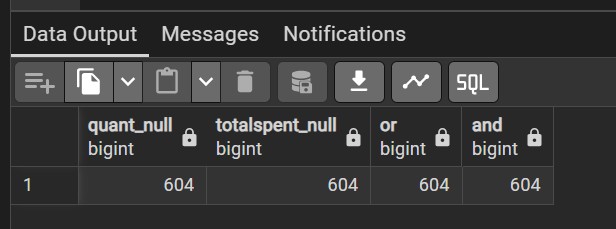 Data Output Messages Notifications
SQL
quant_null totalspent_null or and
bigint bigint bigint bigint
1 604 604 604 604